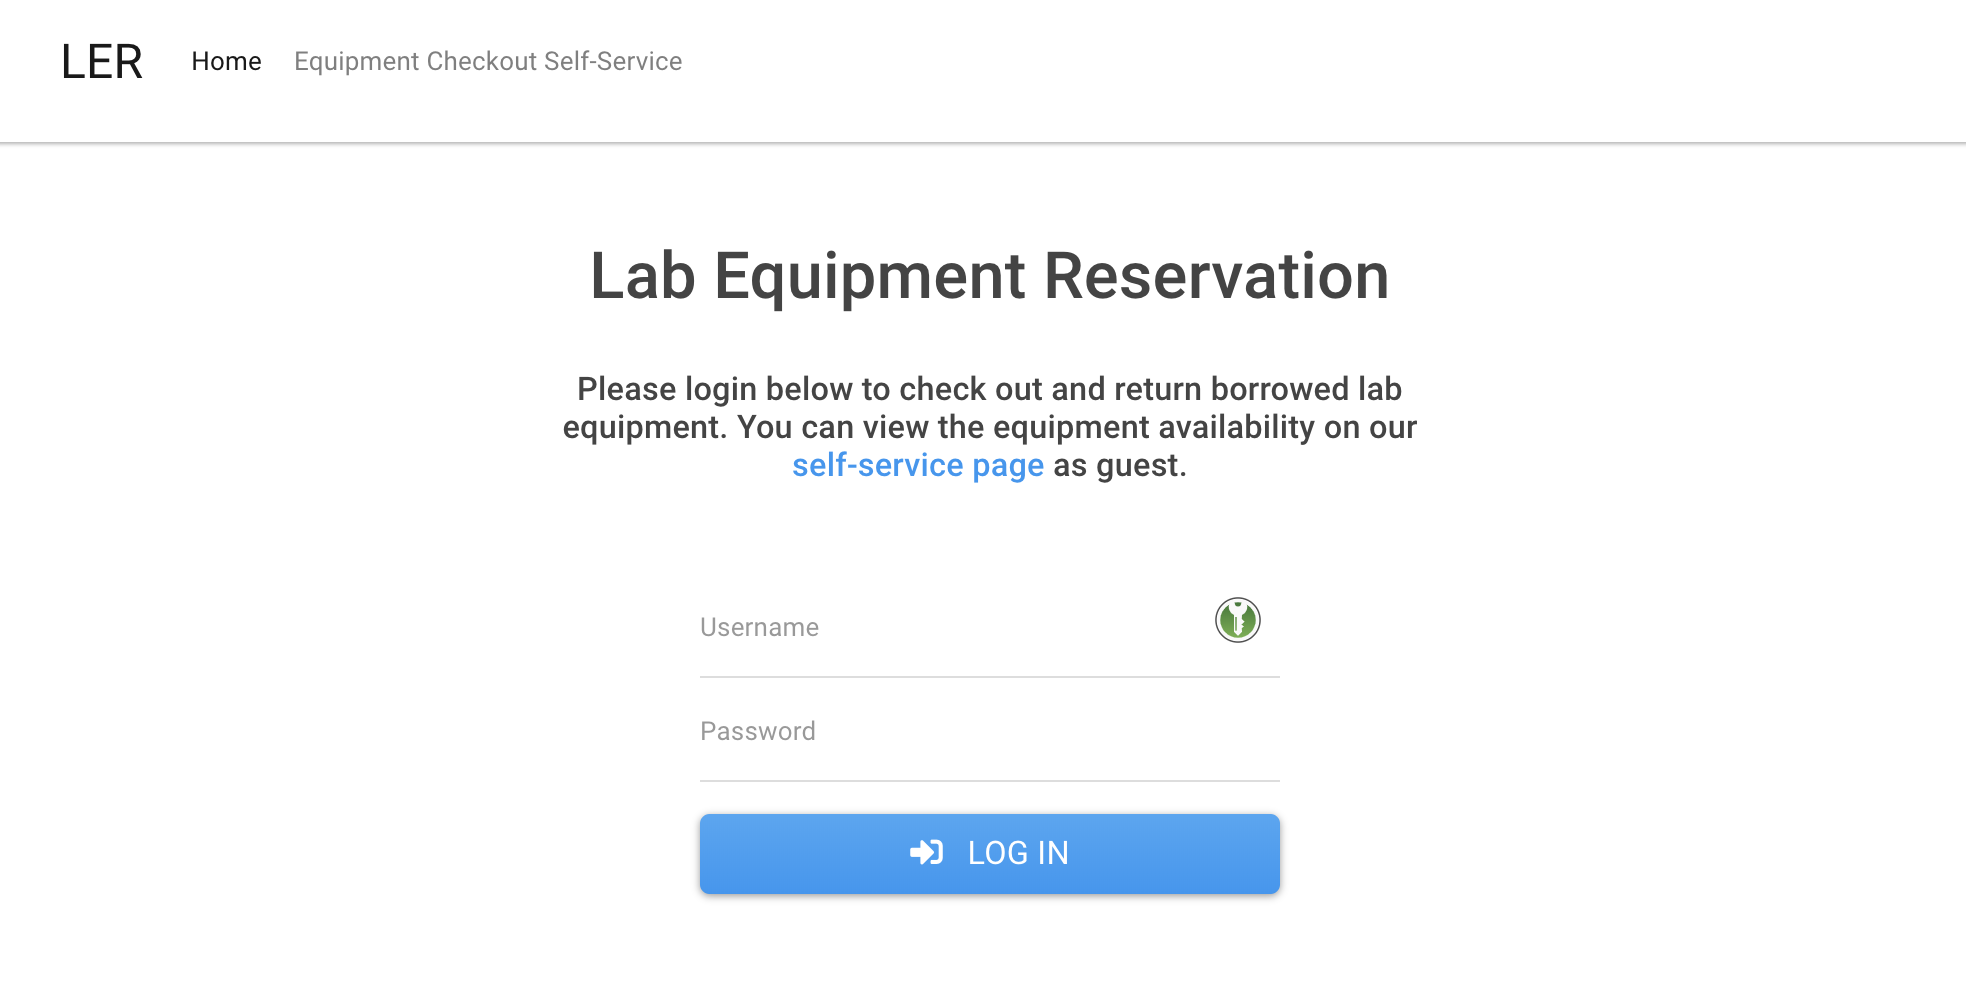 LER Home Equipment Checkout Self-Service
Lab Equipment Reservation
Please login below to check out and return borrowed lab
equipment. You can view the equipment availability on our
self-service page as guest.
Username
Password
LOG IN